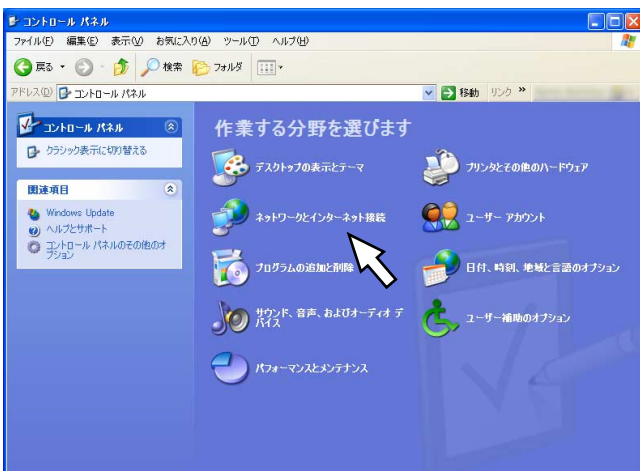 コントロール パネル
ファイル(F) 編集(E) 表示(V) お気に入り(A) ツール(T) ヘルプ(H)
戻る 検索 フォルダ
アドレス(D) コントロール パネル 移動 リンク »
コントロール パネル
クラシック表示に切り替える
関連項目
Windows Update
ヘルプとサポート
コントロール パネルのその他のオ
プション
作業する分野を選びます
デスクトップの表示とテーマ
プリンタとその他のハードウェア
ネットワークとインターネット接続
ユーザー アカウント
プログラムの追加と削除
日付、時刻、地域と言語のオプション
サウンド、音声、およびオーディオ デ
バイス
ユーザー補助のオプション
パフォーマンスとメンテナンス